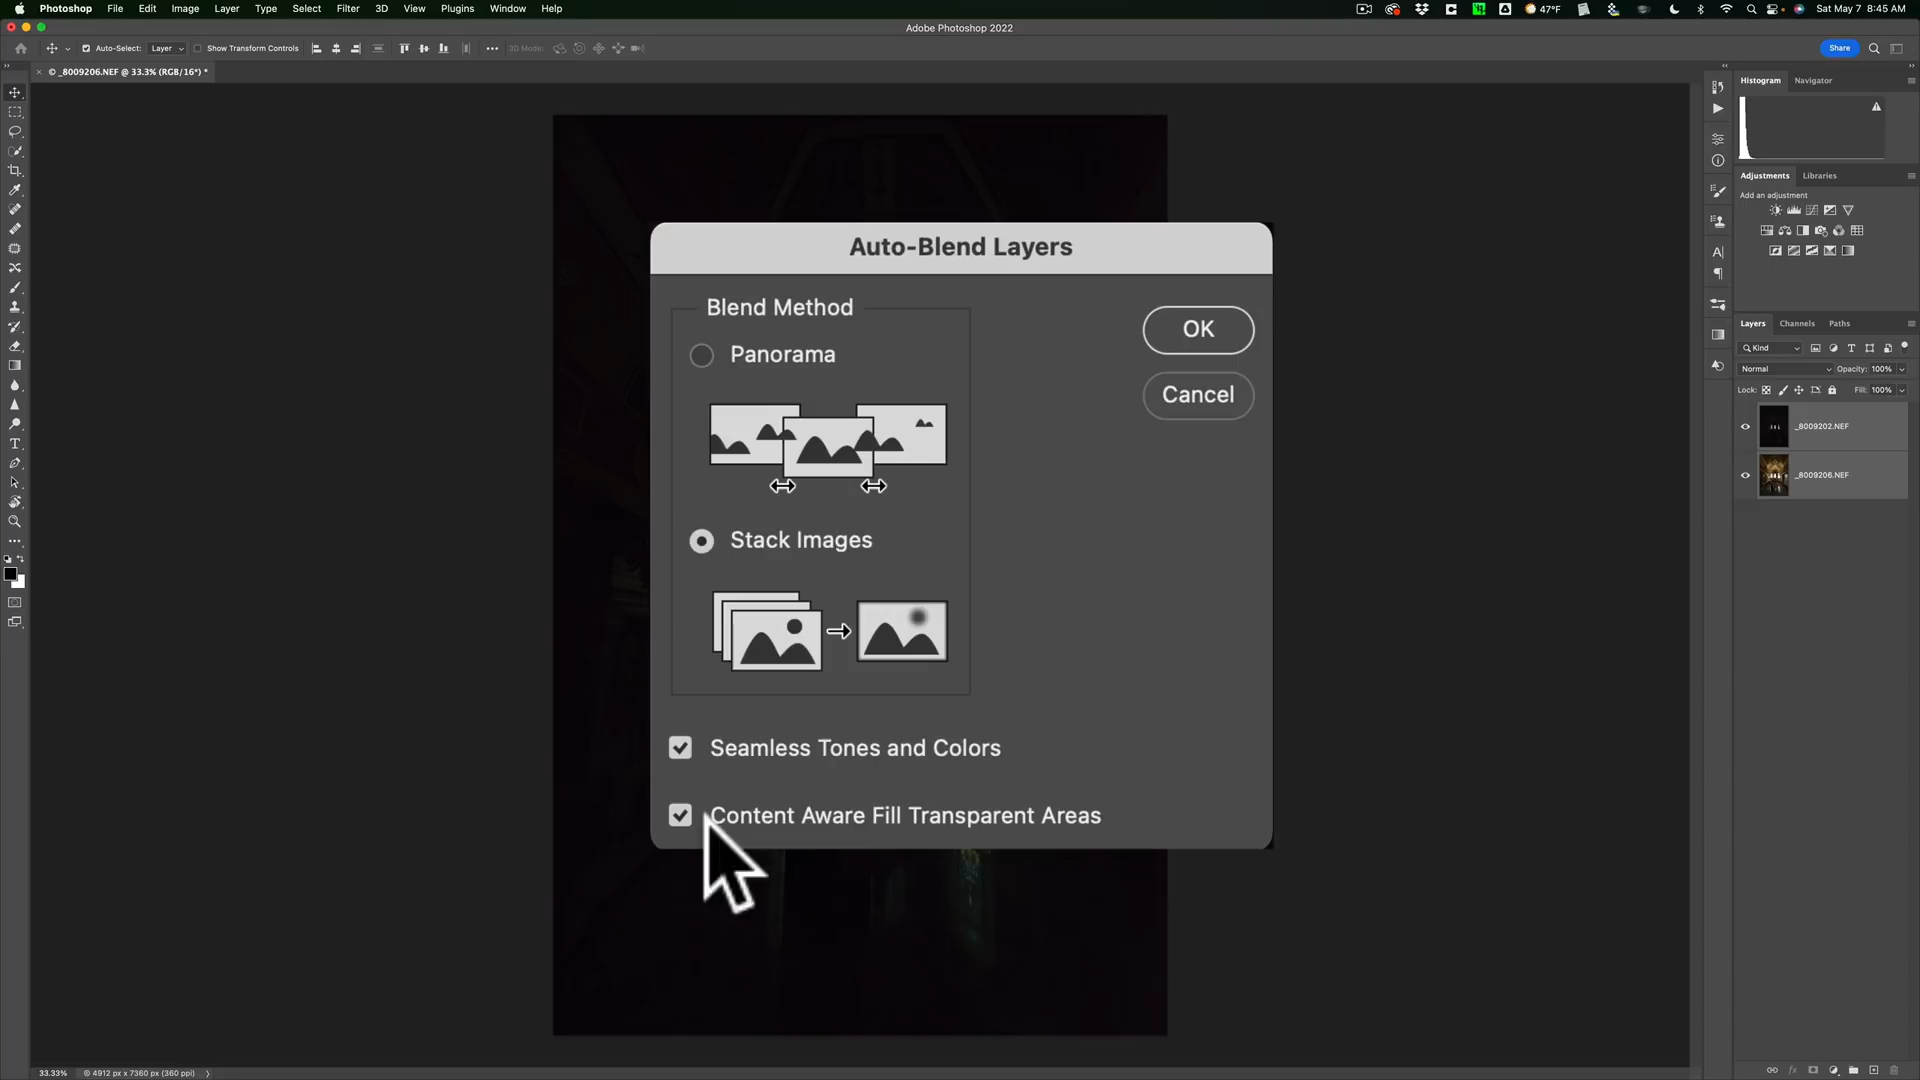 Photoshop File Edit Image Layer Type Select Filter 3D View Plugins Window Help 47°F Sat May 7 8:45 AM
Adobe Photoshop 2022
Auto-Select: Layer Show Transform Controls 3D Mode: Share
© _8009206.NEF @ 33.3% (RGB/16*) *
Histogram Navigator
Adjustments Libraries
Add an adjustment
Auto-Blend Layers
Blend Method
Panorama
OK
Cancel
Stack Images
Seamless Tones and Colors
Content Aware Fill Transparent Areas
Layers Channels Paths
Kind
Normal Opacity: 100%
Lock: Fill: 100%
_8009202.NEF
_8009206.NEF
33.33% 4912 px x 7360 px (360 ppi)